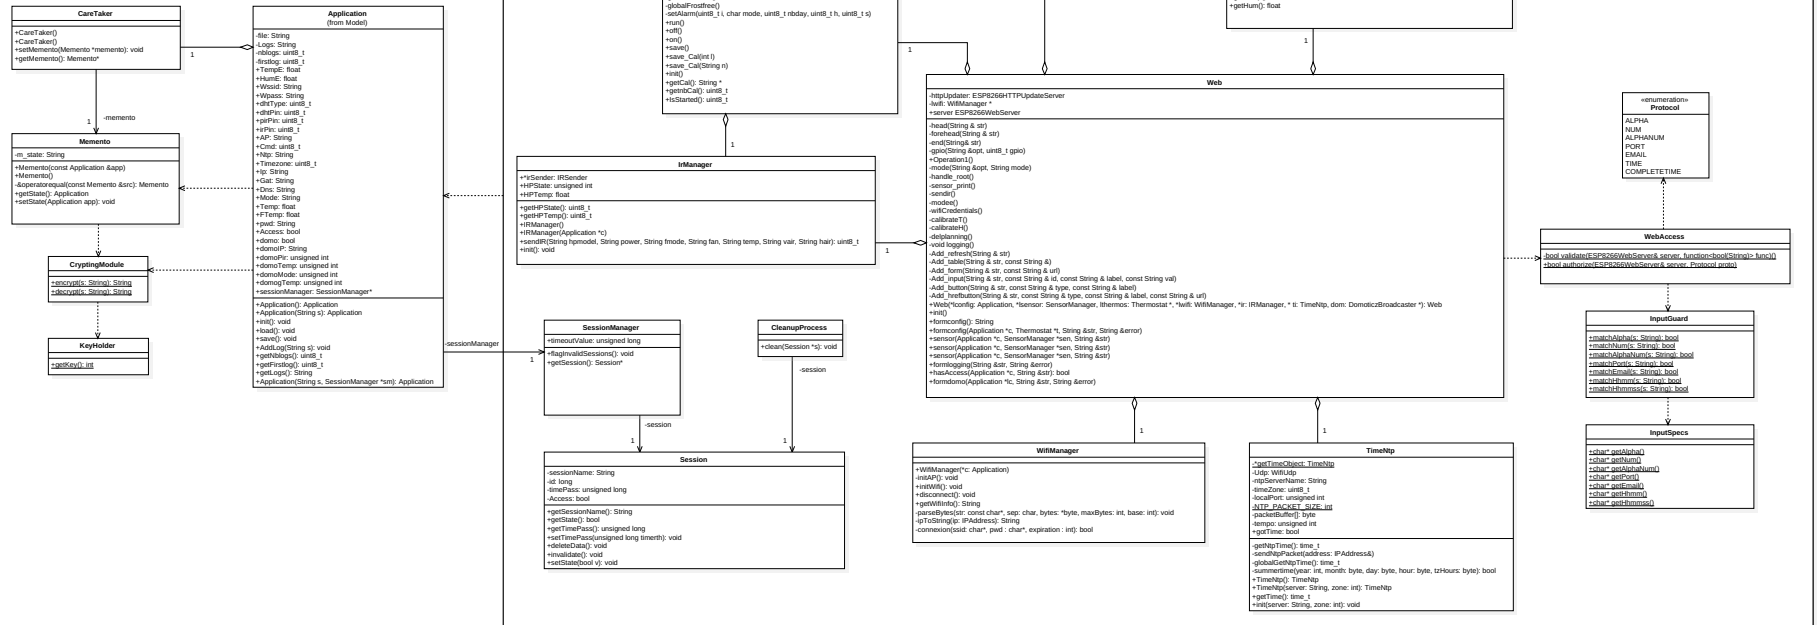 CareTaker
+CareTaker()
+CareTaker()
+setMemento(Memento *memento): void
+getMemento(): Memento*
1
1
-memento
Memento
-m_state: String
+Memento(const Application &app)
+Memento()
-&operatorequal(const Memento &src): Memento
+getState(): Application
+setState(Application app): void
CryptingModule
+encrypt(s: String): String
+decrypt(s: String): String
KeyHolder
+getKey(): int
Application
(from Model)
-file: String
-Logs: String
-nblogs: uint8_t
-firstlog: uint8_t
+TempE: float
+HumE: float
+Wssid: String
+Wpass: String
+dhtType: uint8_t
+dhtPin: uint8_t
+pirPin: uint8_t
+irPin: uint8_t
+AP: String
+Cmd: uint8_t
+Ntp: String
+Timezone: uint8_t
+Ip: String
+Gat: String
+Dns: String
+Mode: String
+Temp: float
+FTemp: float
+pwd: String
+Access: bool
+domo: bool
+domoIP: String
+domoPir: unsigned int
+domoTemp: unsigned int
+domoMode: unsigned int
+domogTemp: unsigned int
+sessionManager: SessionManager*
+Application(): Application
+Application(String s): Application
+init(): void
+load(): void
+save(): void
+AddLog(String s): void
+getNblogs(): uint8_t
+getFirstlog(): uint8_t
+getLogs(): String
+Application(String s, SessionManager *sm): Application
-sessionManager
1
-globalFrostfree()
-setAlarm(uint8_t i, char mode, uint8_t nbday, uint8_t h, uint8_t s)
+run()
+off()
+on()
+save()
+save_Cal(int l)
+save_Cal(String n)
+init()
+getCal(): String *
+getnbCal(): uint8_t
+IsStarted(): uint8_t
1
1
IrManager
+*irSender: IRSender
+HPState: unsigned int
+HPTemp: float
+getHPState(): uint8_t
+getHPTemp(): uint8_t
+IRManager()
+IRManager(Application *c)
+sendIR(String hpmodel, String power, String fmode, String fan, String temp, String vair, String hair): uint8_t
+init(): void
1
SessionManager
+timeoutValue: unsigned long
+flagInvalidSessions(): void
+getSession(): Session*
-session
1
CleanupProcess
+clean(Session *s): void
-session
1
Session
-sessionName: String
-id: long
-timePass: unsigned long
-Access: bool
+getSessionName(): String
+getState(): bool
+getTimePass(): unsigned long
+setTimePass(unsigned long timerth): void
+deleteData(): void
+invalidate(): void
+setState(bool v): void
+getHum(): float
1
Web
-httpUpdater: ESP8266HTTPUpdateServer
-lwifi: WifiManager *
+server ESP8266WebServer
-head(String & str)
-forehead(String & str)
-end(String& str)
-gpio(String &opt, uint8_t gpio)
+Operation1()
-mode(String &opt, String mode)
-handle_root()
-sensor_print()
-sendir()
-modee()
-wifiCredentials()
-calibrateT()
-calibrateH()
-delplanning()
-void logging()
-Add_refresh(String & str)
-Add_table(String & str, const String &)
-Add_form(String & str, const String & url)
-Add_input(String & str, const String & id, const String & label, const String val)
-Add_button(String & str, const String & type, const String & label)
-Add_hrefbutton(String & str, const String & type, const String & label, const String & url)
+Web(*lconfig: Application, *lsensor: SensorManager, lthermos: Thermostat *, *lwifi: WifiManager, *ir: IRManager, * ti: TimeNtp, dom: DomoticzBroadcaster *): Web
+init()
+formconfig(): String
+formconfig(Application *c, Thermostat *t, String &str, String &error)
+sensor(Application *c, SensorManager *sen, String &str)
+sensor(Application *c, SensorManager *sen, String &str)
+sensor(Application *c, SensorManager *sen, String &str)
+formlogging(String &str, String &error)
+hasAccess(Application *c, String &str): bool
+formdomo(Application *lc, String &str, String &error)
1
1
WifiManager
+WifiManager(*c: Application)
-initAP(): void
+initWifi(): void
+disconnect(): void
+getWifiInfo(): String
-parseBytes(str: const char*, sep: char, bytes: *byte, maxBytes: int, base: int): void
-ipToString(ip: IPAddress): String
-connexion(ssid: char*, pwd : char*, expiration : int): bool
TimeNtp
-*getTimeObject: TimeNtp
-Udp: WifiUdp
-ntpServerName: String
-timeZone: uint8_t
-localPort: unsigned int
-NTP_PACKET_SIZE: int
-packetBuffer[]: byte
-tempo: unsigned int
+gotTime: bool
-getNtpTime(): time_t
-sendNtpPacket(address: IPAddress&)
-globalGetNtpTime(): time_t
-summertime(year: int, month: byte, day: byte, hour: byte, tzHours: byte): bool
+TimeNtp(): TimeNtp
+TimeNtp(server: String, zone: int): TimeNtp
+getTime(): time_t
+init(server: String, zone: int): void
«enumeration»
Protocol
ALPHA
NUM
ALPHANUM
PORT
EMAIL
TIME
COMPLETETIME
WebAccess
-bool validate(ESP8266WebServer& server, function<bool(String)> func)()
+bool authorize(ESP8266WebServer& server, Protocol proto)
InputGuard
+matchAlpha(s: String): bool
+matchNum(s: String): bool
+matchAlphaNum(s: String): bool
+matchPort(s: String): bool
+matchEmail(s: String): bool
+matchHhmm(s: String): bool
+matchHhmmss(s: String): bool
InputSpecs
+char* getAlpha()
+char* getNum()
+char* getAlphaNum()
+char* getPort()
+char* getEmail()
+char* getHhmm()
+char* getHhmmss()